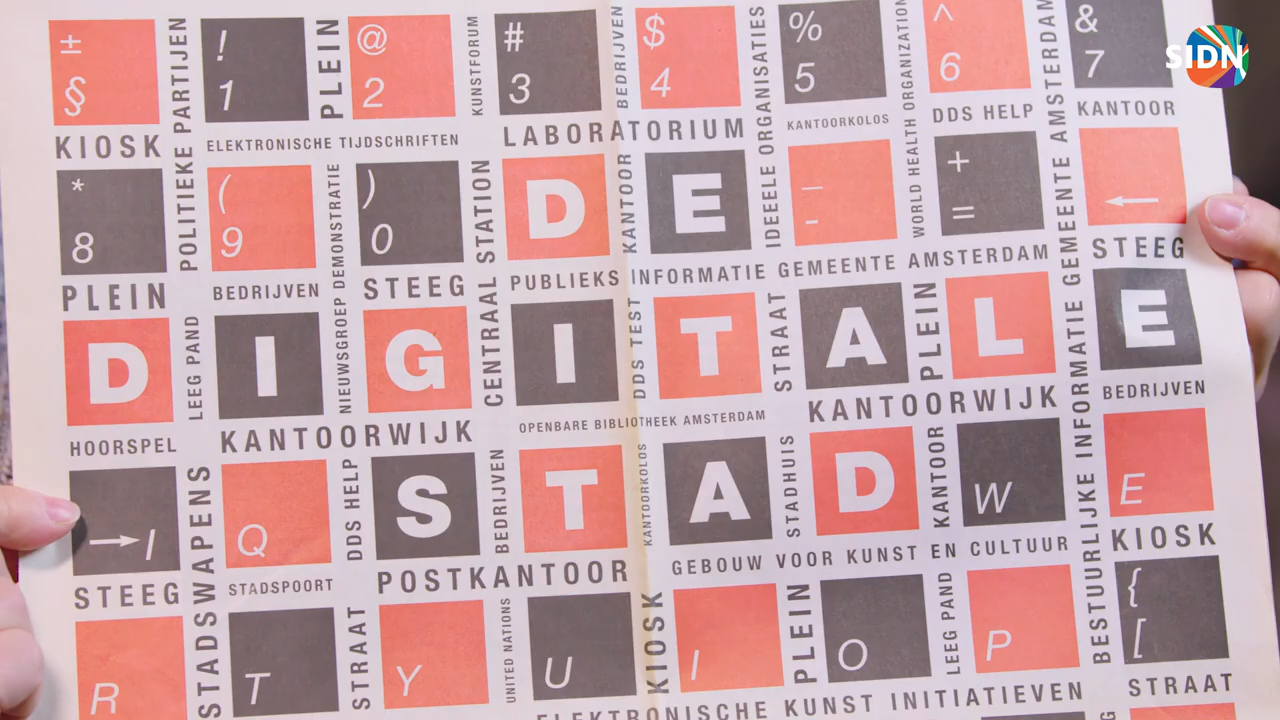 ± § ! 1 PLEIN @ 2 KUNSTFORUM # 3 BEDRIJVEN $ 4 % 5 ^ 6 & 7
SIDN
POLITIEKE PARTIJEN
IDEEELE ORGANISATIES
WORLD HEALTH ORGANIZATION
KIOSK ELEKTRONISCHE TIJDSCHRIFTEN LABORATORIUM KANTOORKOLOS DDS HELP KANTOOR
* 8 ( 9 ) 0 D KANTOOR E _ - + = ←
NIEUWSGROEP DEMONSTRATIE
CENTRAAL STATION
BESTUURLIJKE INFORMATIE GEMEENTE AMSTERDAM
PLEIN BEDRIJVEN STEEG PUBLIEKS INFORMATIE GEMEENTE AMSTERDAM STEEG
D LEEG PAND I G I DDS TEST T STRAAT A PLEIN L E
HOORSPEL KANTOORWIJK OPENBARE BIBLIOTHEEK AMSTERDAM KANTOORWIJK BEDRIJVEN
STADSWAPENS
→I Q DDS HELP S BEDRIJVEN T KANTOORKOLOS A STADHUIS D KANTOOR W E
STEEG STADSPOORT POSTKANTOOR GEBOUW VOOR KUNST EN CULTUUR KIOSK
R T STRAAT Y UNITED NATIONS U KIOSK I PLEIN O LEEG PAND P { [
ELEKTRONISCHE KUNST INITIATIEVEN STRAAT